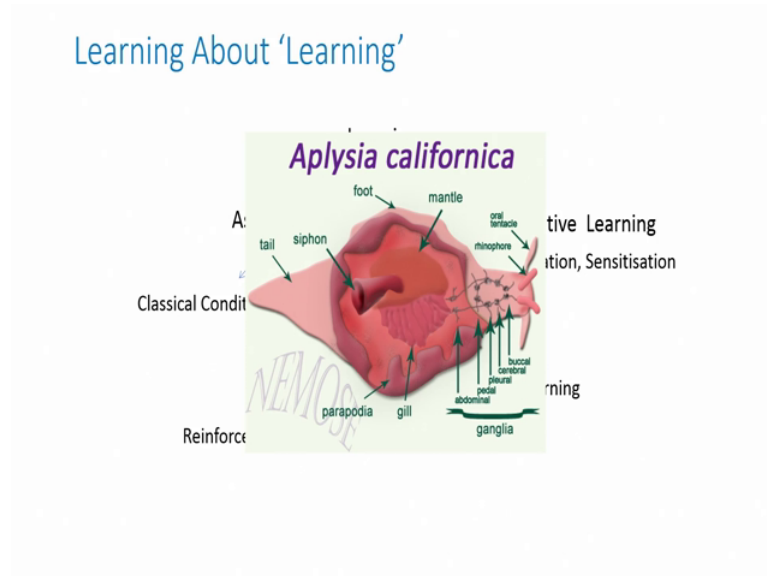 Learning About ‘Learning’
Aplysia californica
foot
mantle
oral
tentacle
rhinophore
tive Learning
tail
siphon
ation, Sensitisation
Classical Condit
buccal
cerebral
pleural
pedal
abdominal
rning
parapodia
gill
ganglia
Reinforce
NEMOSE